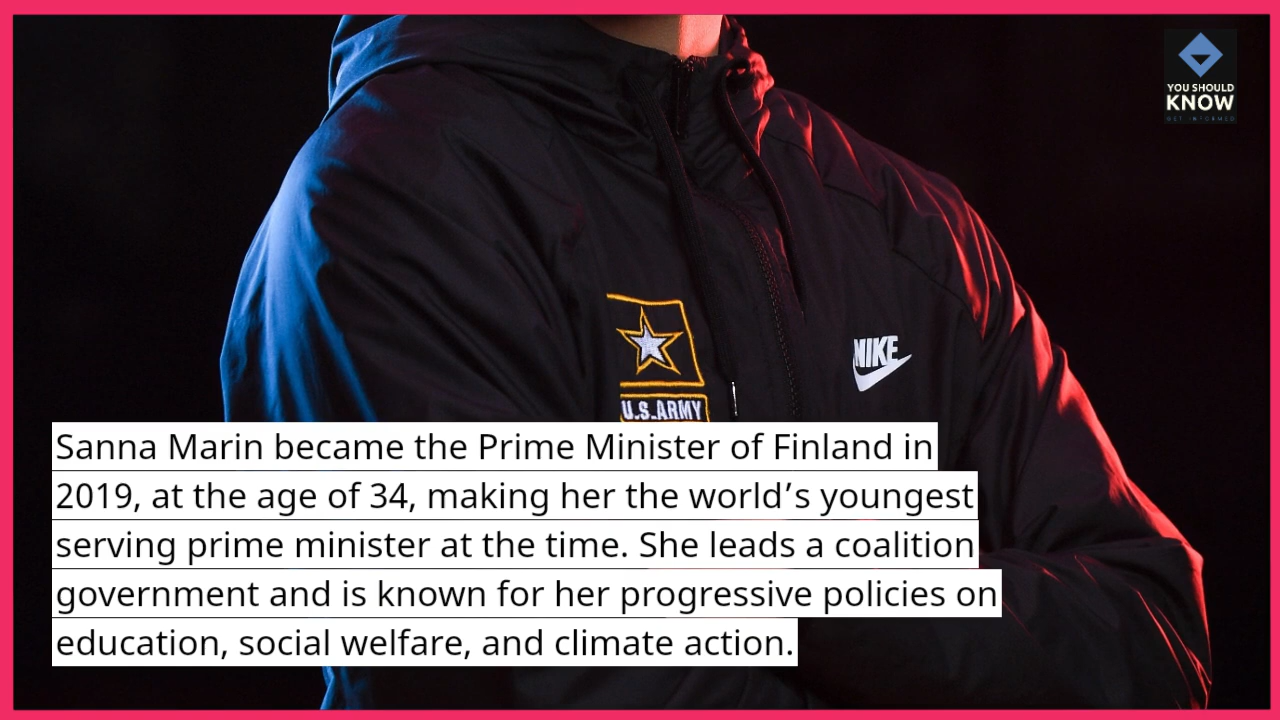 YOU SHOULD
KNOW
GET INFORMED
U.S.ARMY
NIKE
Sanna Marin became the Prime Minister of Finland in
2019, at the age of 34, making her the world’s youngest
serving prime minister at the time. She leads a coalition
government and is known for her progressive policies on
education, social welfare, and climate action.